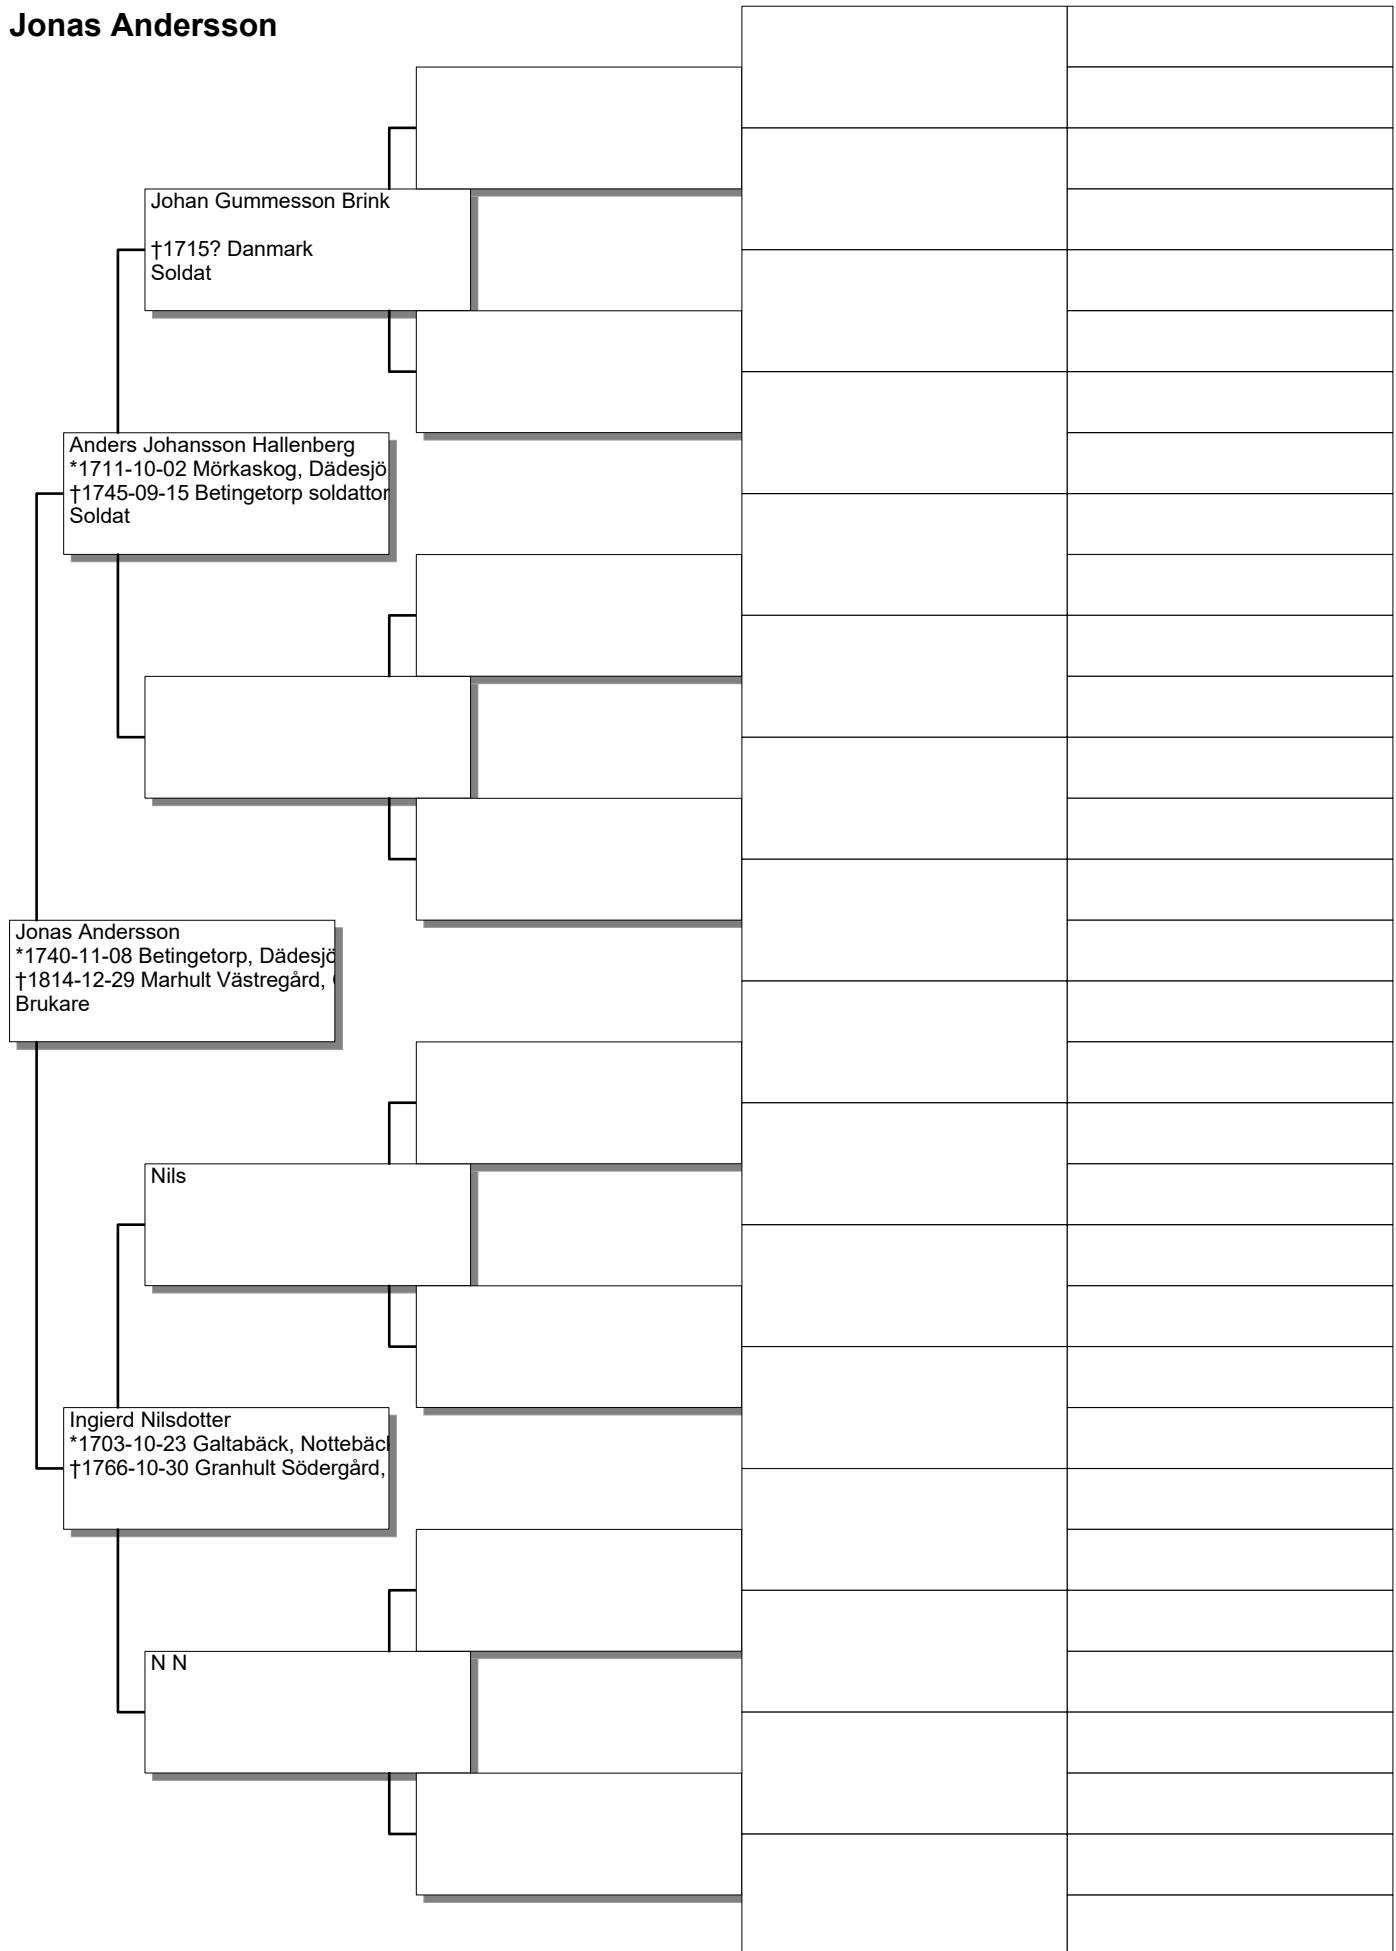 Jonas Andersson
Johan Gummesson Brink
†1715? Danmark
Soldat
Anders Johansson Hallenberg
*1711-10-02 Mörkaskog, Dädesjö
†1745-09-15 Betingetorp soldattor
Soldat
Jonas Andersson
*1740-11-08 Betingetorp, Dädesjö
†1814-12-29 Marhult Västregård,
Brukare
Nils
Ingierd Nilsdotter
*1703-10-23 Galtabäck, Nottebäck
†1766-10-30 Granhult Södergård,
N N